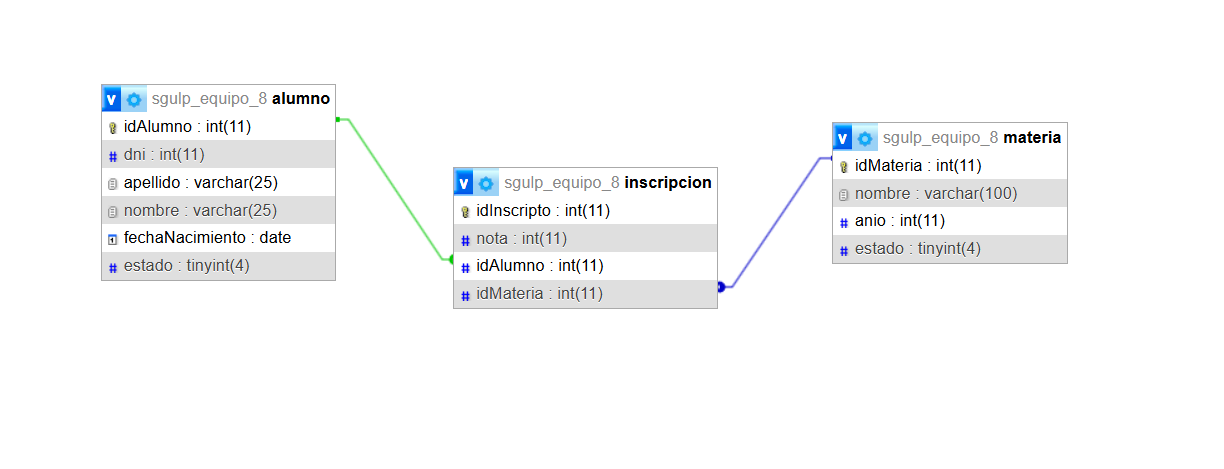 v sgulp_equipo_8 alumno
idAlumno : int(11)
# dni : int(11)
apellido : varchar(25)
nombre : varchar(25)
1 fechaNacimiento : date
# estado : tinyint(4)
v sgulp_equipo_8 inscripcion
idInscripto : int(11)
# nota : int(11)
# idAlumno : int(11)
# idMateria : int(11)
v sgulp_equipo_8 materia
idMateria : int(11)
nombre : varchar(100)
# anio : int(11)
# estado : tinyint(4)